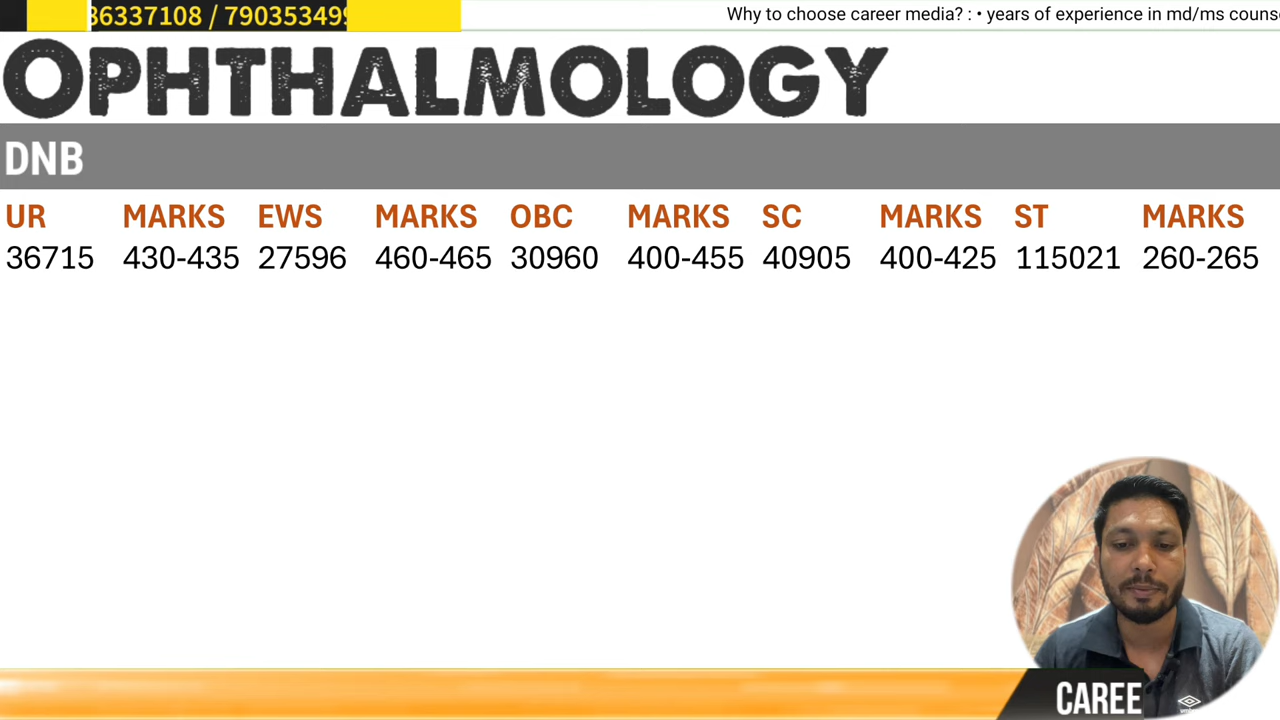 86337108 / 790353499
Why to choose career media? : • years of experience in md/ms couns
OPHTHALMOLOGY
DNB
UR MARKS EWS MARKS OBC MARKS SC MARKS ST MARKS
36715 430-435 27596 460-465 30960 400-455 40905 400-425 115021 260-265
CAREE